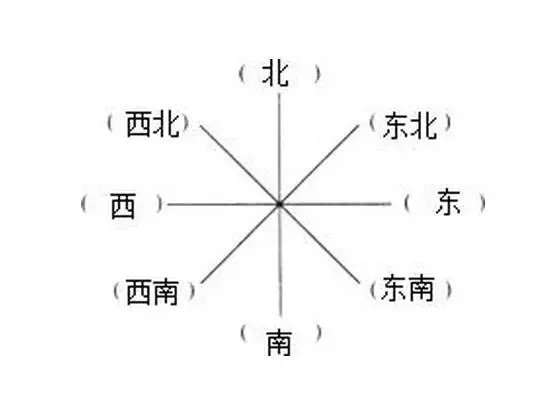 （ 北 ）
（西北）
（东北）
（ 西 ）
（ 东 ）
（西南）
（东南）
（ 南 ）